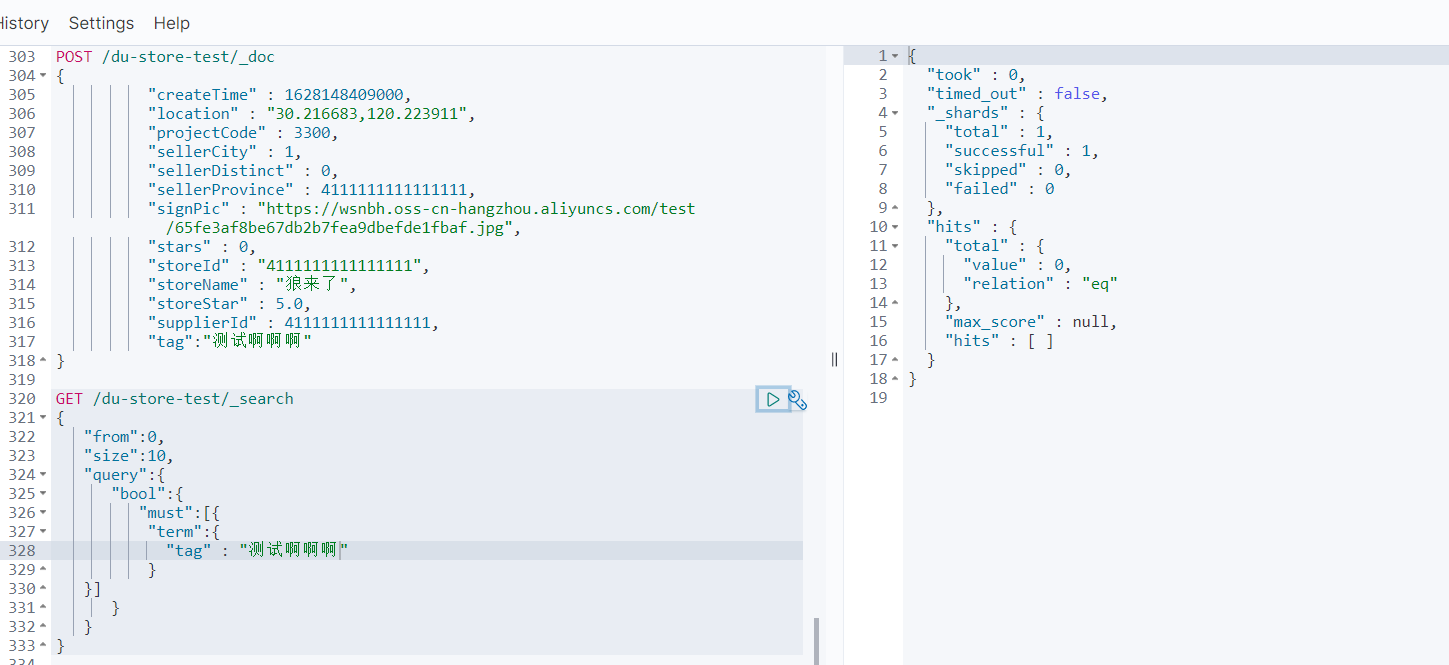 History Settings Help
303 POST /du-store-test/_doc
304 {
305 "createTime" : 1628148409000,
306 "location" : "30.216683,120.223911",
307 "projectCode" : 3300,
308 "sellerCity" : 1,
309 "sellerDistinct" : 0,
310 "sellerProvince" : 4111111111111111,
311 "signPic" : "https://wsnbh.oss-cn-hangzhou.aliyuncs.com/test
/65fe3af8be67db2b7fea9dbefde1fbaf.jpg",
312 "stars" : 0,
313 "storeId" : "4111111111111111",
314 "storeName" : "狼来了",
315 "storeStar" : 5.0,
316 "supplierId" : 4111111111111111,
317 "tag":"测试啊啊啊"
318 }
319
320 GET /du-store-test/_search
321 {
322 "from":0,
323 "size":10,
324 "query":{
325 "bool":{
326 "must":[{
327 "term":{
328 "tag" : "测试啊啊啊"
329 }
330 }]
331 }
332 }
333 }
334
1 {
2 "took" : 0,
3 "timed_out" : false,
4 "_shards" : {
5 "total" : 1,
6 "successful" : 1,
7 "skipped" : 0,
8 "failed" : 0
9 },
10 "hits" : {
11 "total" : {
12 "value" : 0,
13 "relation" : "eq"
14 },
15 "max_score" : null,
16 "hits" : [ ]
17 }
18 }
19